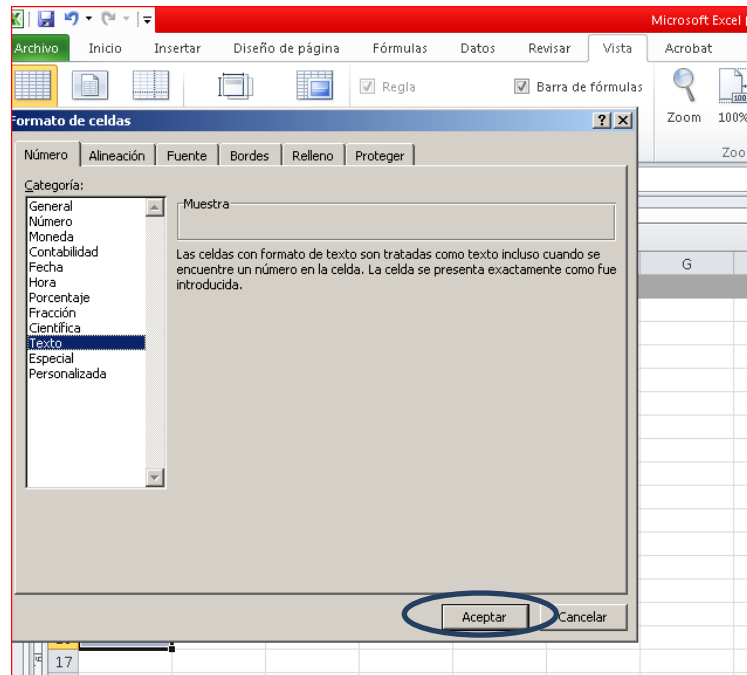 Microsoft Excel
Archivo Inicio Insertar Diseño de página Fórmulas Datos Revisar Vista Acrobat
Regla Barra de fórmulas
Zoom 100%
Formato de celdas
Número Alineación Fuente Bordes Relleno Proteger
Categoría:
General
Número
Moneda
Contabilidad
Fecha
Hora
Porcentaje
Fracción
Científica
Texto
Especial
Personalizada
Muestra
Las celdas con formato de texto son tratadas como texto incluso cuando se
encuentre un número en la celda. La celda se presenta exactamente como fue
introducida.
G
Aceptar Cancelar
17